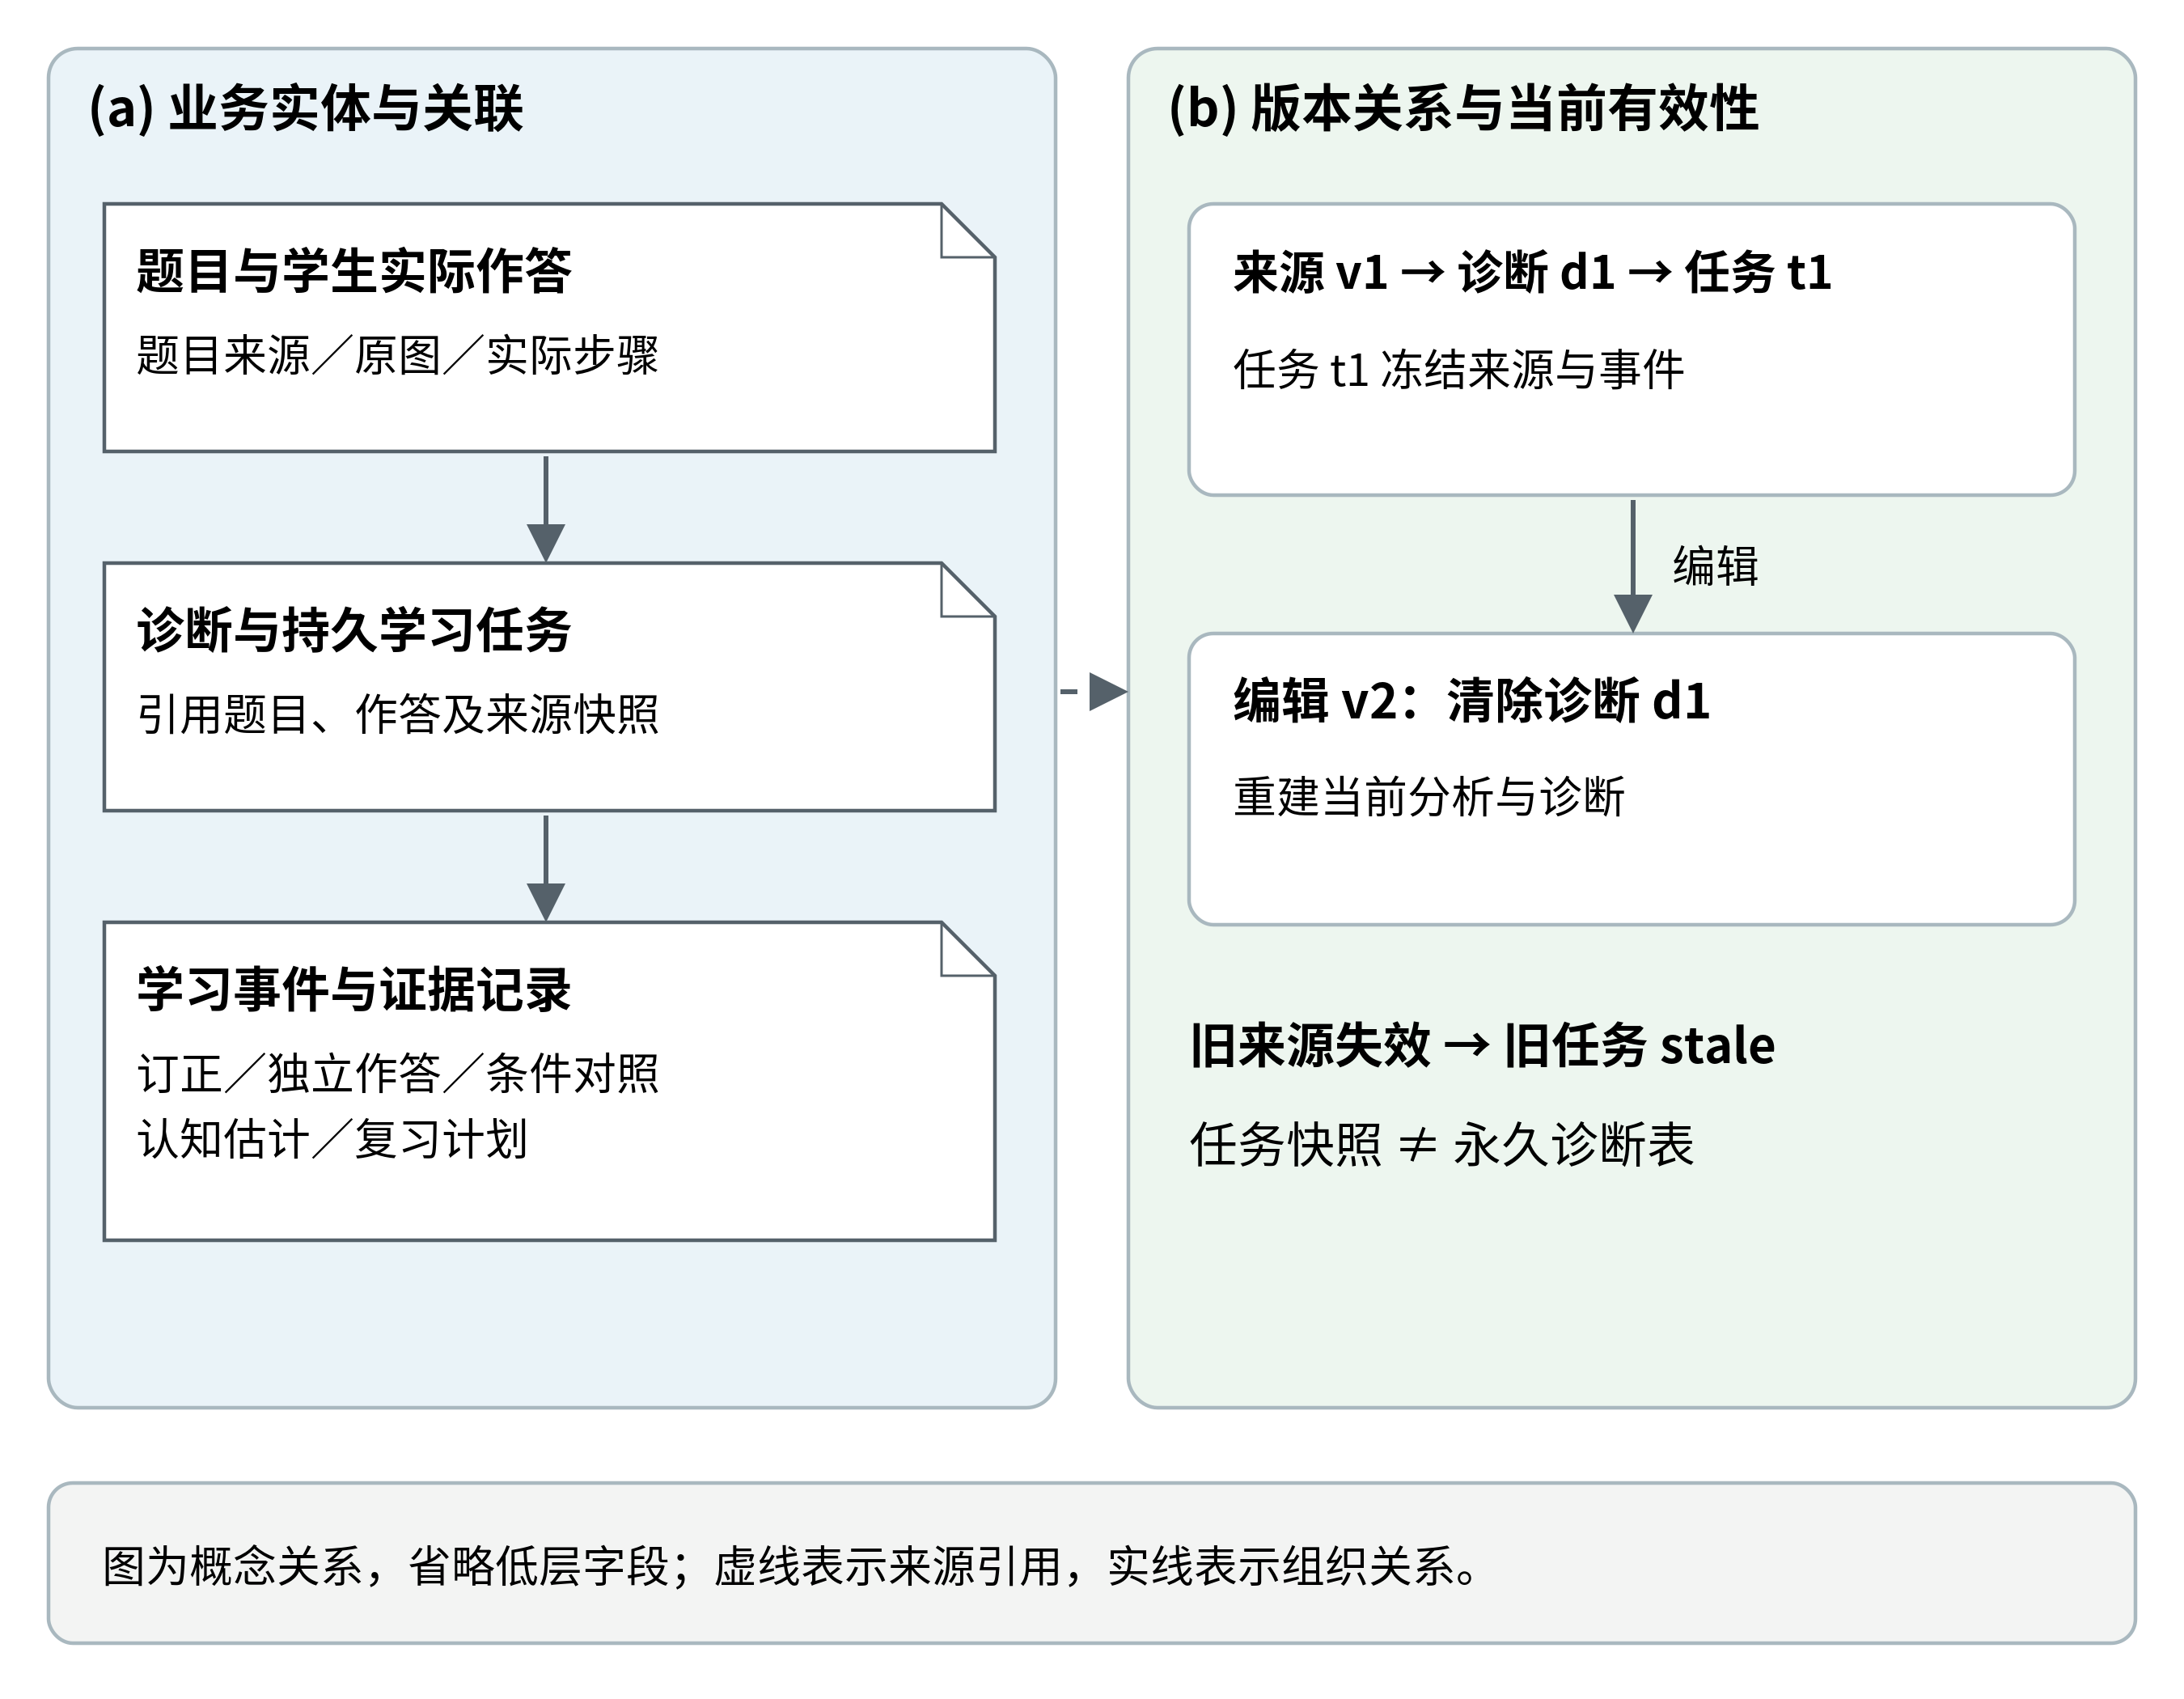 (a) 业务实体与关联
题目与学生实际作答
题目来源／原图／实际步骤
诊断与持久学习任务
引用题目、作答及来源快照
学习事件与证据记录
订正／独立作答／条件对照
认知估计／复习计划
(b) 版本关系与当前有效性
来源 v1 → 诊断 d1 → 任务 t1
任务 t1 冻结来源与事件
编辑
编辑 v2：清除诊断 d1
重建当前分析与诊断
旧来源失效 → 旧任务 stale
任务快照 ≠ 永久诊断表
图为概念关系，省略低层字段；虚线表示来源引用，实线表示组织关系。